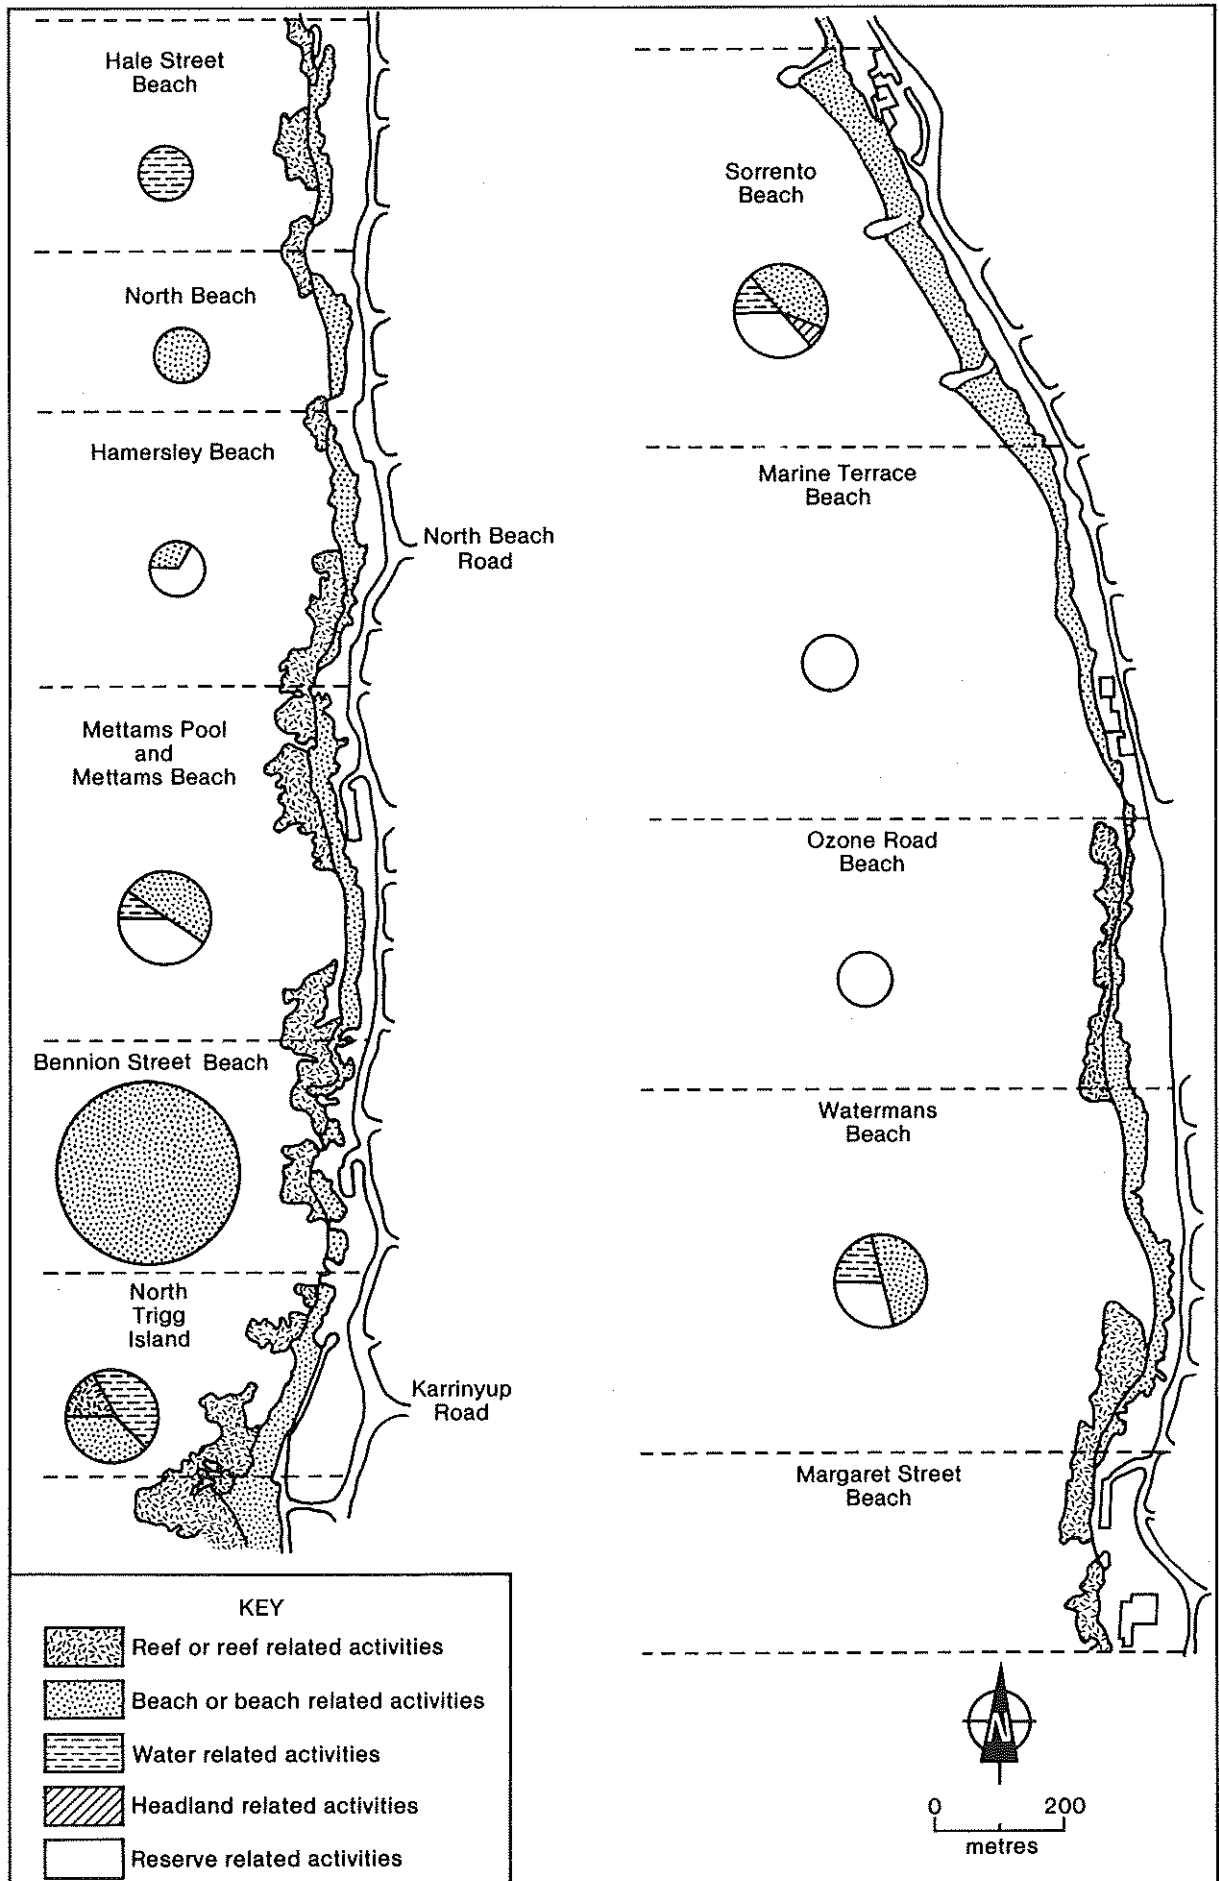 Hale Street
Beach
North Beach
Hamersley Beach
North Beach
Road
Mettams Pool
and
Mettams Beach
Bennion Street Beach
North
Trigg
Island
Karrinyup
Road
Sorrento
Beach
Marine Terrace
Beach
Ozone Road
Beach
Watermans
Beach
Margaret Street
Beach
KEY
Reef or reef related activities
Beach or beach related activities
Water related activities
Headland related activities
Reserve related activities
N
0 200
metres